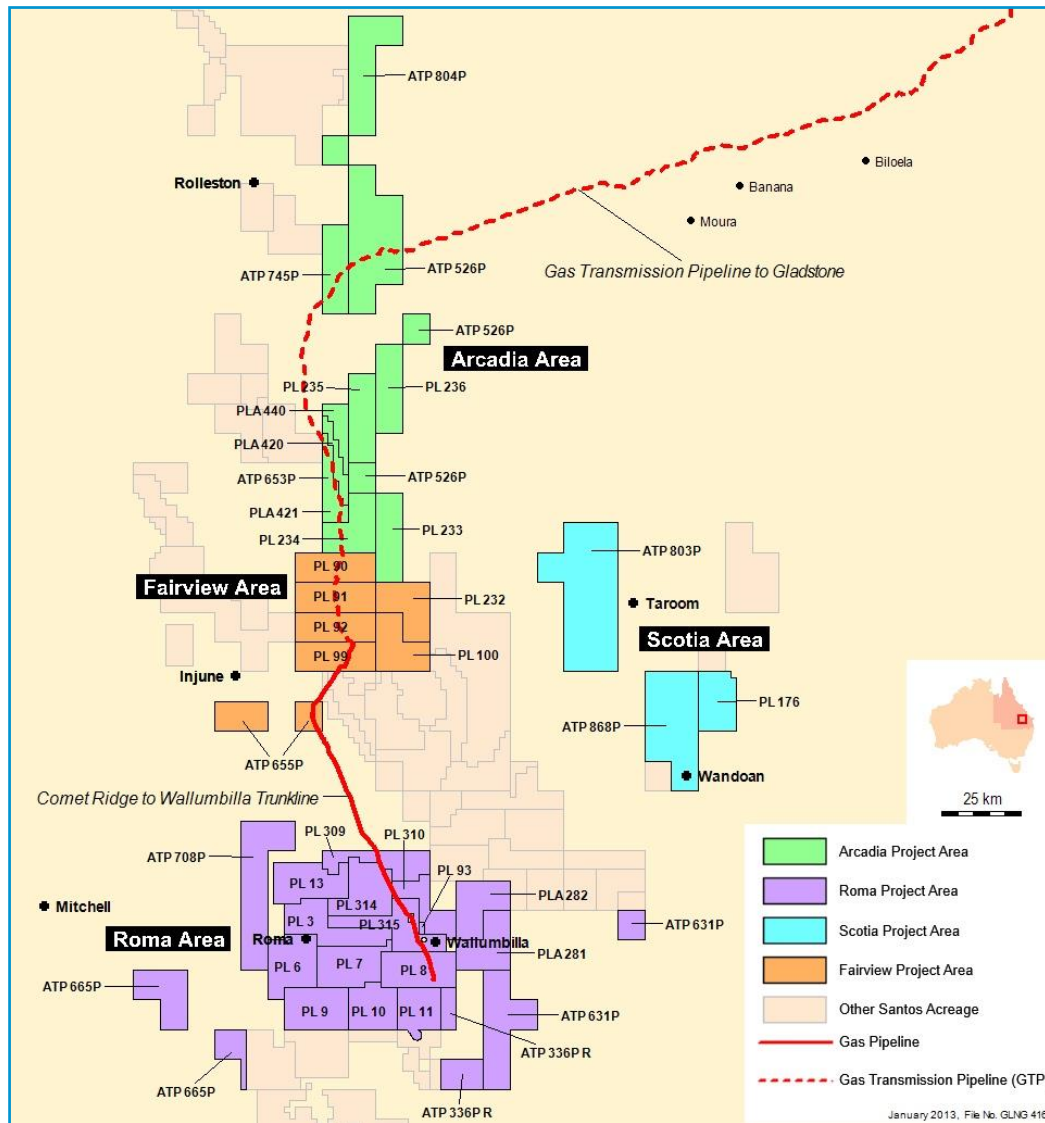 ATP 804P
Rolleston
Biloela
Banana
Moura
ATP 745P
ATP 526P
Gas Transmission Pipeline to Gladstone
ATP 526P
Arcadia Area
PL 235
PL 236
PLA 440
PLA 420
ATP 653P
ATP 526P
PLA 421
PL 233
PL 234
ATP 803P
PL 90
Fairview Area
PL 91
PL 232
Taroom
PL 92
Scotia Area
PL 99
PL 100
Injune
PL 176
ATP 868P
ATP 655P
Wandoan
Comet Ridge to Wallumbilla Trunkline
25 km
PL 309
PL 310
ATP 708P
PL 93
PL 13
PLA 282
Mitchell
PL 314
PL 3
PL 315
ATP 631P
Roma Area
Roma
Wallumbilla
PLA 281
PL 6
PL 7
PL 8
ATP 665P
PL 9
PL 10
PL 11
ATP 631P
ATP 336P R
ATP 665P
ATP 336P R
Arcadia Project Area
Roma Project Area
Scotia Project Area
Fairview Project Area
Other Santos Acreage
Gas Pipeline
Gas Transmission Pipeline (GTP
January 2013, File No. GLNG 416